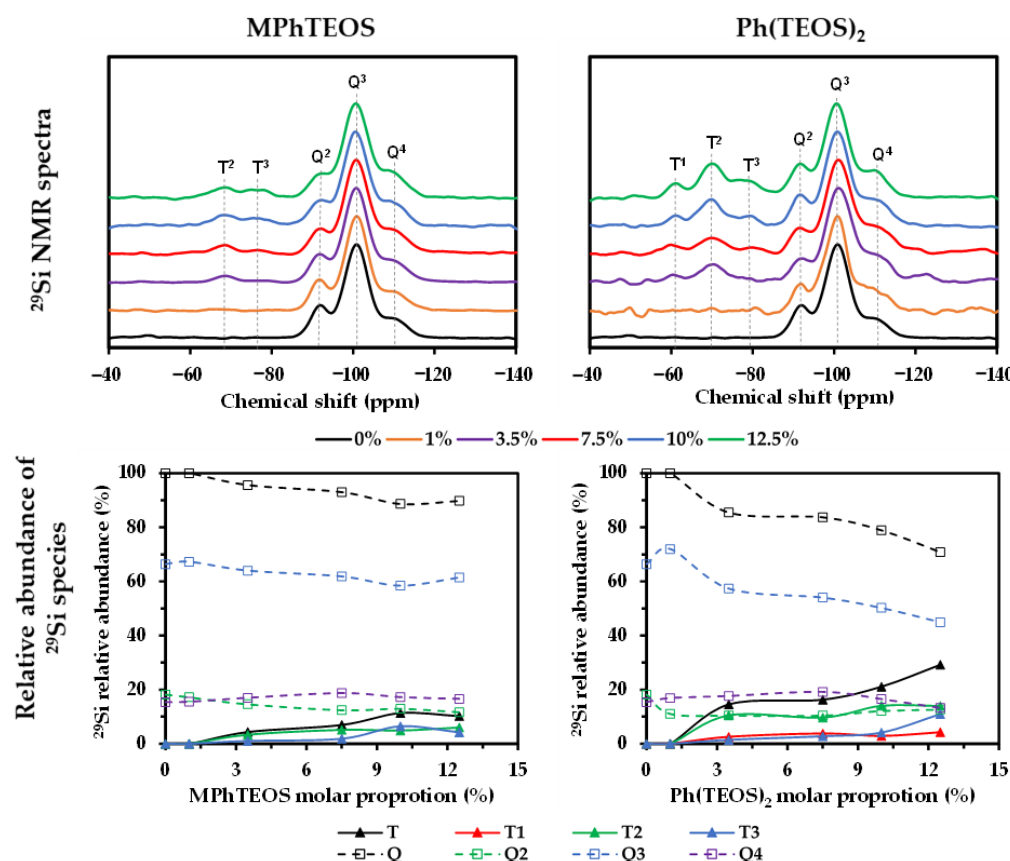 MPhTEOS
Ph(TEOS)₂
²⁹Si NMR spectra
T²
T³
Q²
Q³
Q⁴
−40
−60
−80
−100
−120
−140
Chemical shift (ppm)
T¹
T²
T³
Q²
Q³
Q⁴
−40
−60
−80
−100
−120
−140
Chemical shift (ppm)
0%
1%
3.5%
7.5%
10%
12.5%
Relative abundance of
²⁹Si species
²⁹Si relative abundance (%)
100
80
60
40
20
0
0
3
6
9
12
15
MPhTEOS molar proprotion (%)
²⁹Si relative abundance (%)
100
80
60
40
20
0
0
3
6
9
12
15
Ph(TEOS)₂ molar proprotion (%)
T
T1
T2
T3
Q
Q2
Q3
Q4